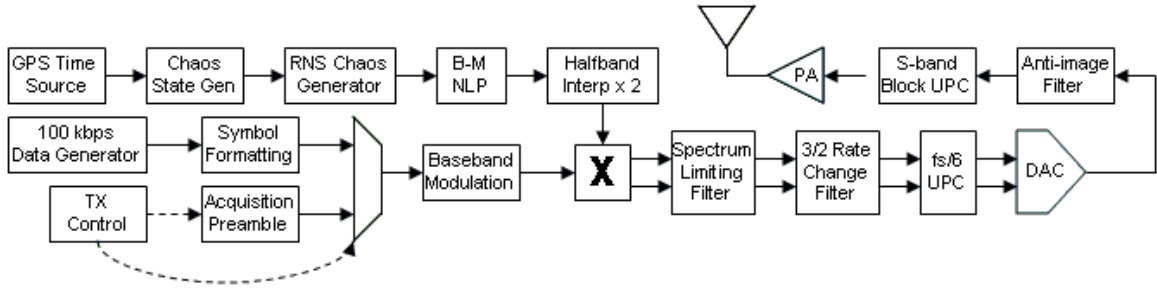 GPS Time
Source
Chaos
State Gen
RNS Chaos
Generator
B-M
NLP
Halfband
Interp x 2
PA
S-band
Block UPC
Anti-image
Filter
100 kbps
Data Generator
Symbol
Formatting
Baseband
Modulation
X
Spectrum
Limiting
Filter
3/2 Rate
Change
Filter
fs/6
UPC
DAC
TX
Control
Acquisition
Preamble